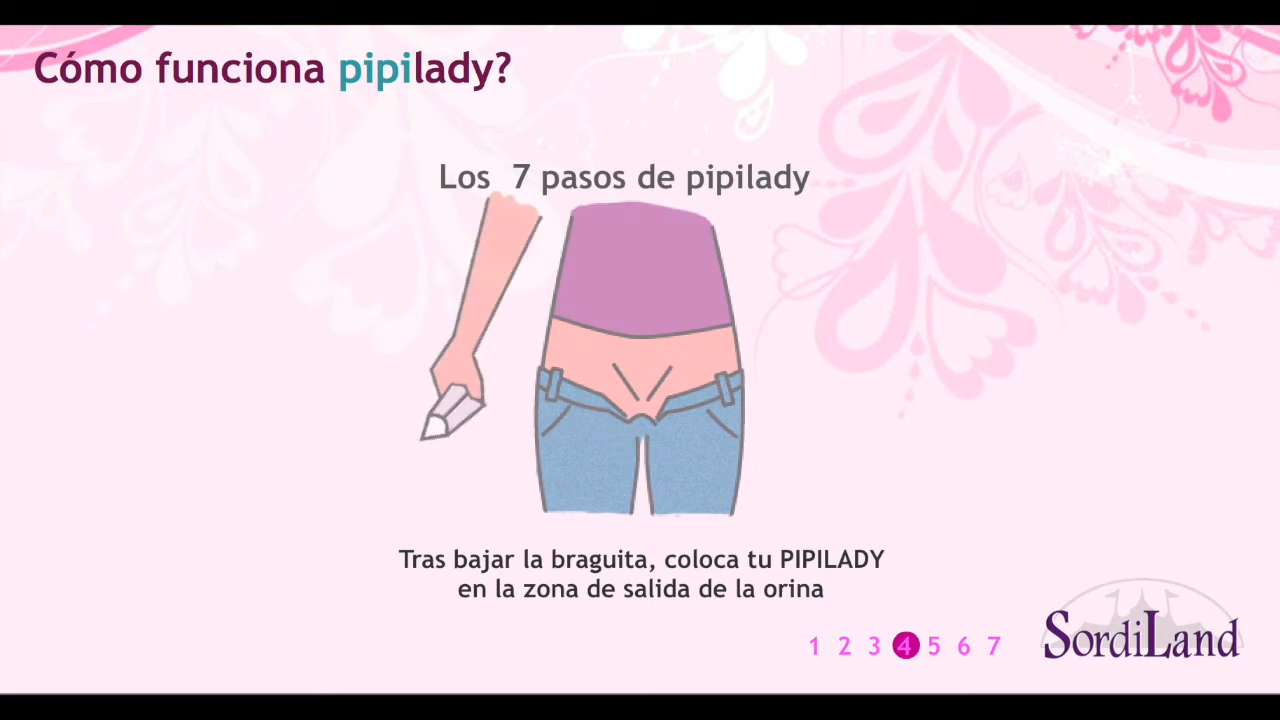 Cómo funciona pipilady?
Los 7 pasos de pipilady
Tras bajar la braguita, coloca tu PIPILADY
en la zona de salida de la orina
1 2 3 4 5 6 7
SordiLand